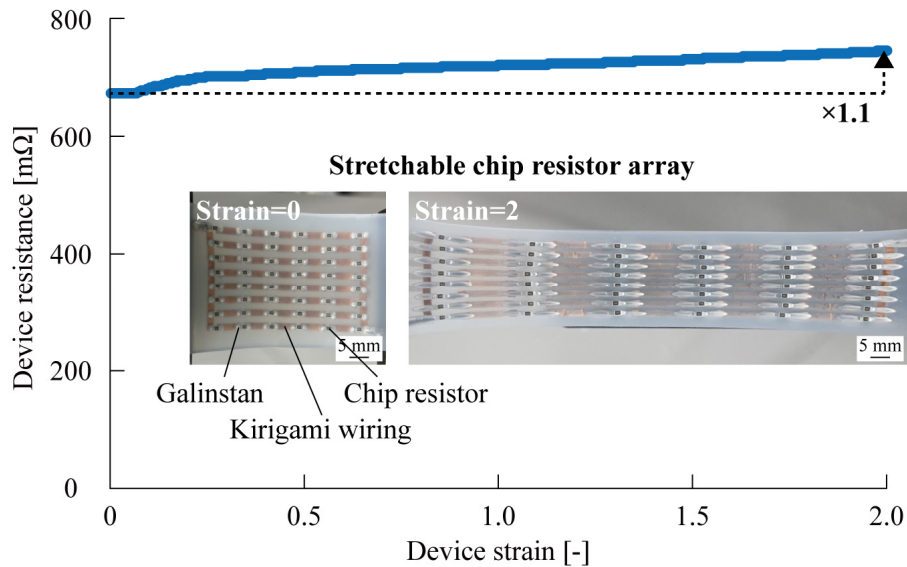 800
600
400
200
0
Device resistance [mΩ]
×1.1
Stretchable chip resistor array
Strain=0
Strain=2
5 mm
5 mm
Galinstan
Chip resistor
Kirigami wiring
0
0.5
1.0
1.5
2.0
Device strain [-]